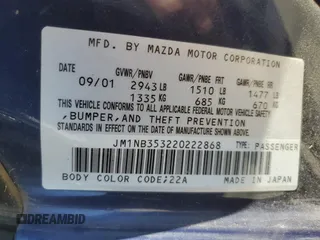 MFD. BY MAZDA MOTOR CORPORATION
GVWR/PNBV GAWR/PNBE FRT GAWR/PNBE RR
09/01 2943 LB 1510 LB 1477 LB
1335 KG 685 KG 670 KG
THIS VEHICLE CONFORMS TO ALL APPLICABLE FEDERAL MOTOR VEHICLE SAFETY
,BUMPER,AND THEFT PREVENTION
STANDARDS IN EFFECT ON THE DATE OF MANUFACTURE SHOWN ABOVE.
JM1NB353220222868 TYPE: PASSENGER
BODY COLOR CODE;22A MADE IN JAPAN
DREAMBID